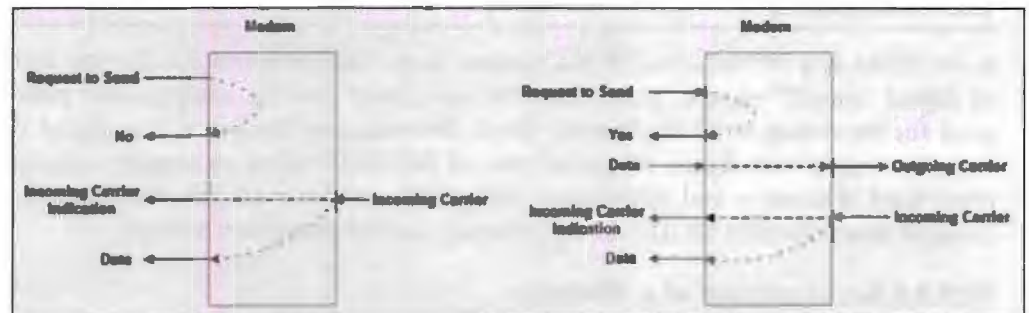 Modem
Request to Send
No
Incoming Carrier
Indication
Incoming Carrier
Data
Modem
Request to Send
Yes
Data
Outgoing Carrier
Incoming Carrier
Indication
Incoming Carrier
Data